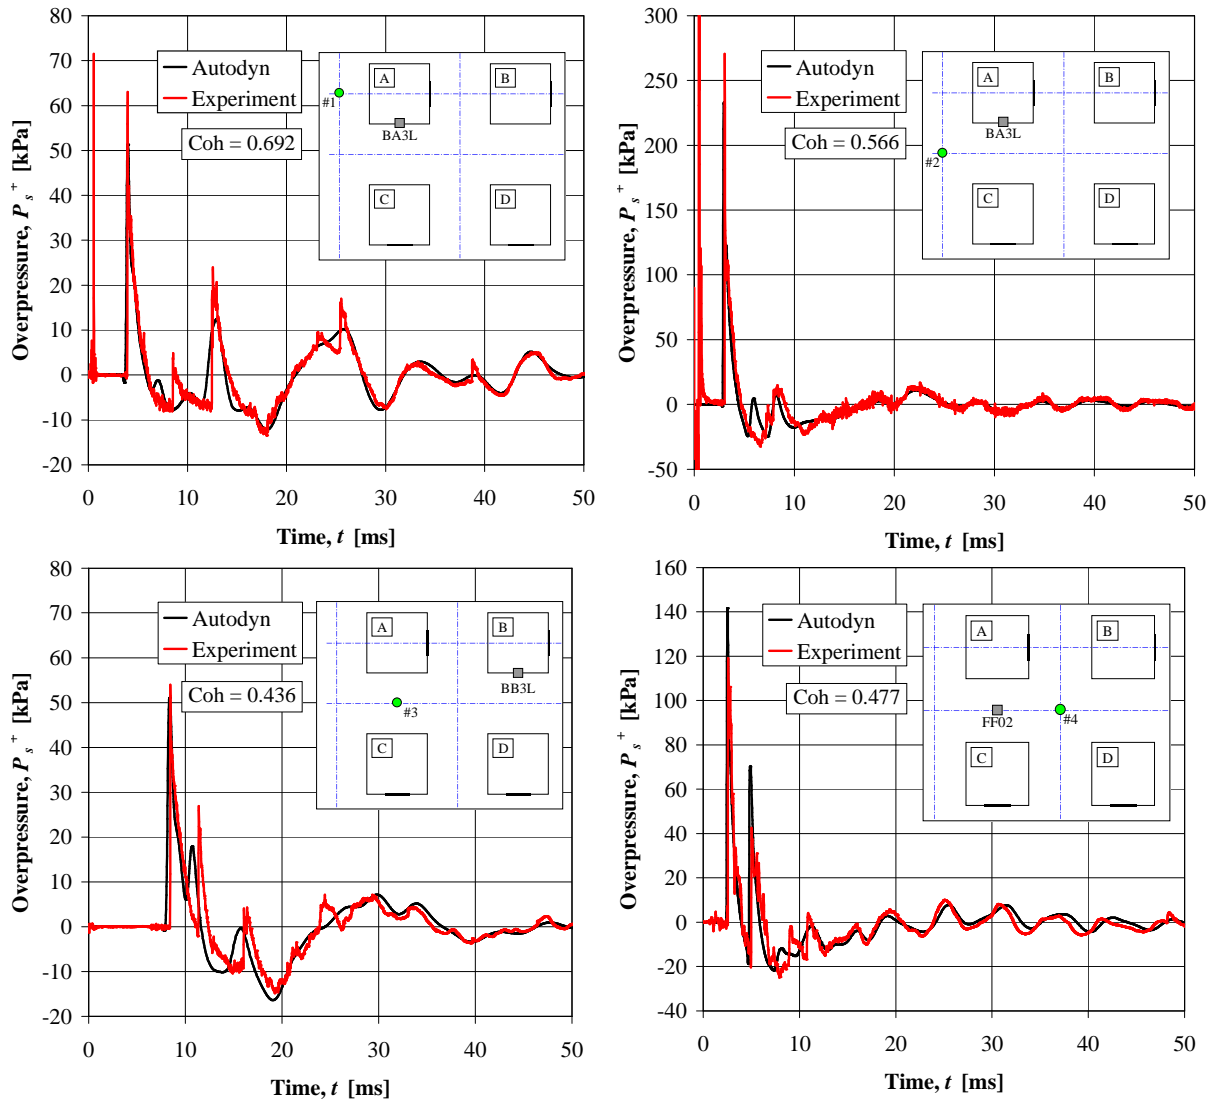 80
70
60
50
40
30
20
10
0
-10
-20
Overpressure, P s + [kPa]
Autodyn
Experiment
Coh = 0.692
A
B
C
D
#1
BA3L
0 10 20 30 40 50
Time, t [ms]
300
250
200
150
100
50
0
-50
Overpressure, P s + [kPa]
Autodyn
Experiment
Coh = 0.566
A
B
C
D
#2
BA3L
0 10 20 30 40 50
Time, t [ms]
80
70
60
50
40
30
20
10
0
-10
-20
Overpressure, P s + [kPa]
Autodyn
Experiment
Coh = 0.436
A
B
C
D
#3
BB3L
0 10 20 30 40 50
Time, t [ms]
160
140
120
100
80
60
40
20
0
-20
-40
Overpressure, P s + [kPa]
Autodyn
Experiment
Coh = 0.477
A
B
C
D
FF02
#4
0 10 20 30 40 50
Time, t [ms]